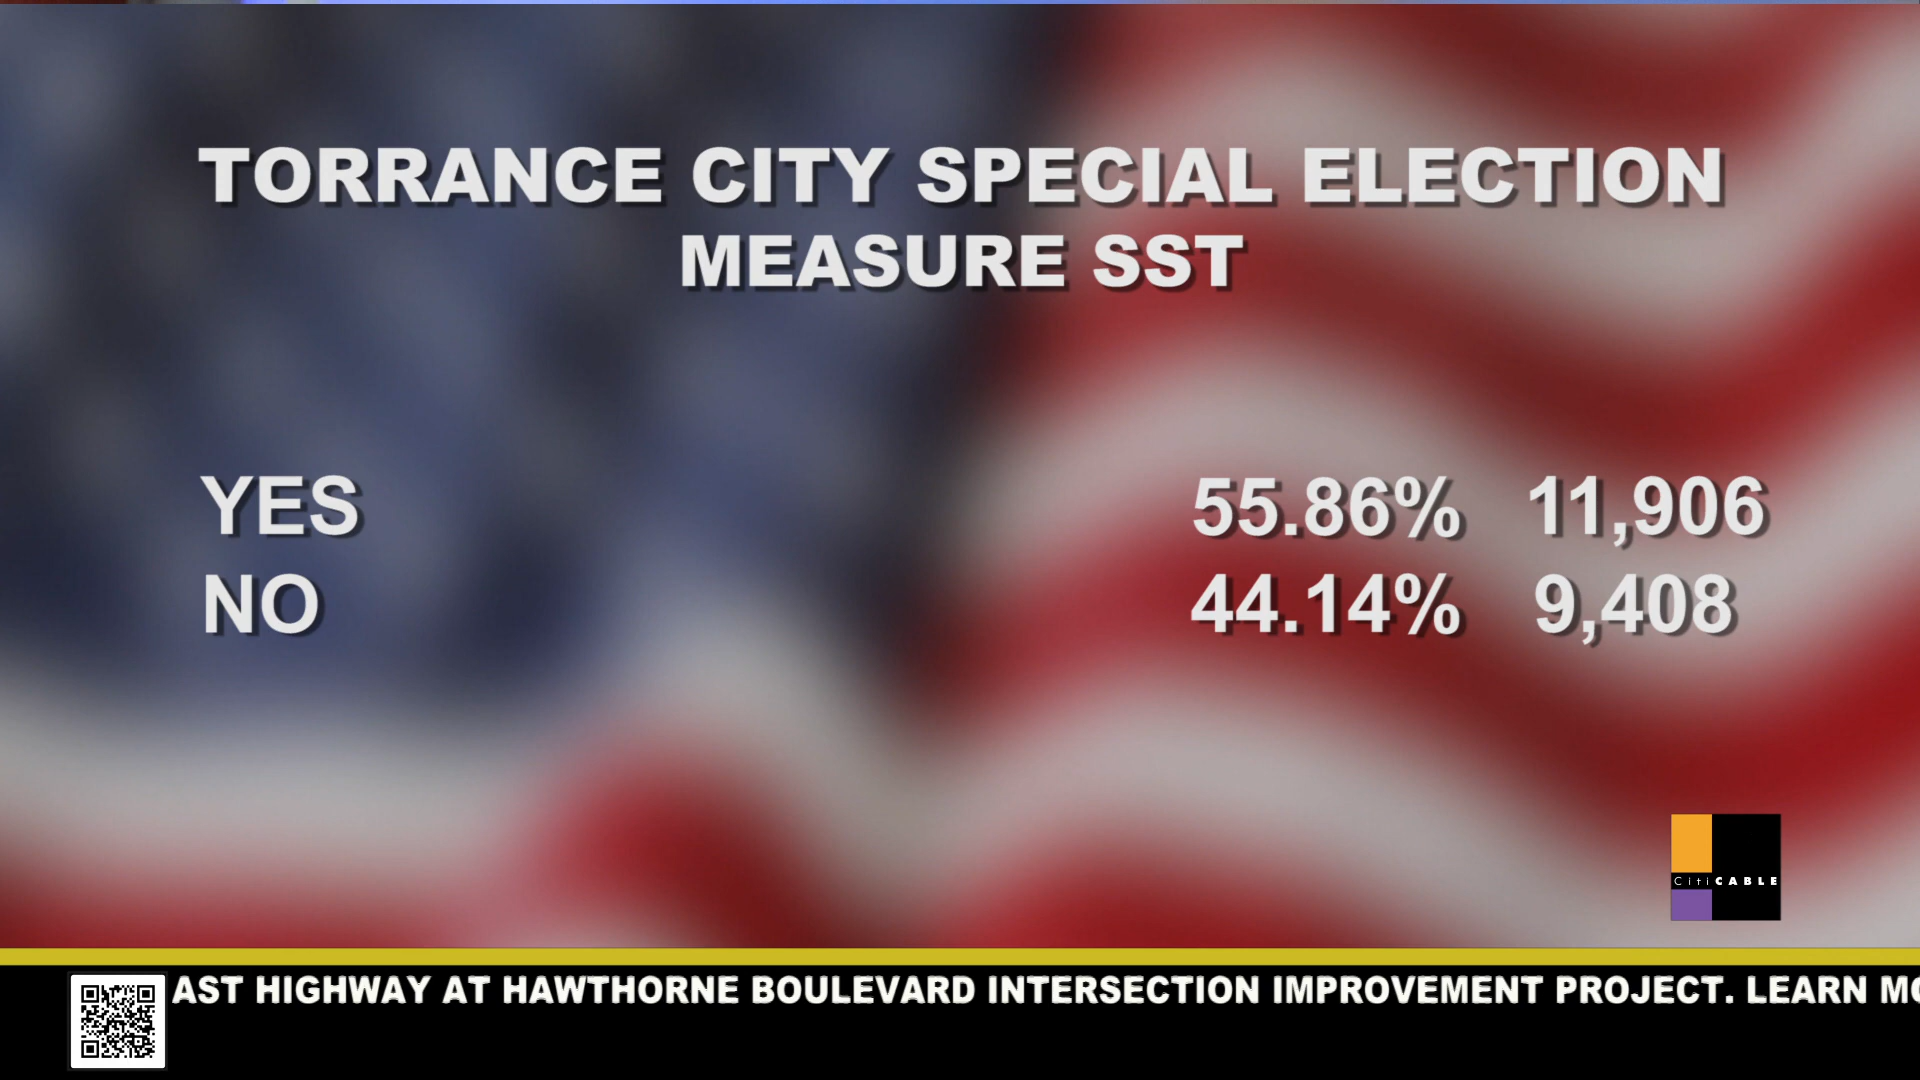 TORRANCE CITY SPECIAL ELECTION
MEASURE SST
YES 55.86% 11,906
NO 44.14% 9,408
CitiCABLE
AST HIGHWAY AT HAWTHORNE BOULEVARD INTERSECTION IMPROVEMENT PROJECT. LEARN MO